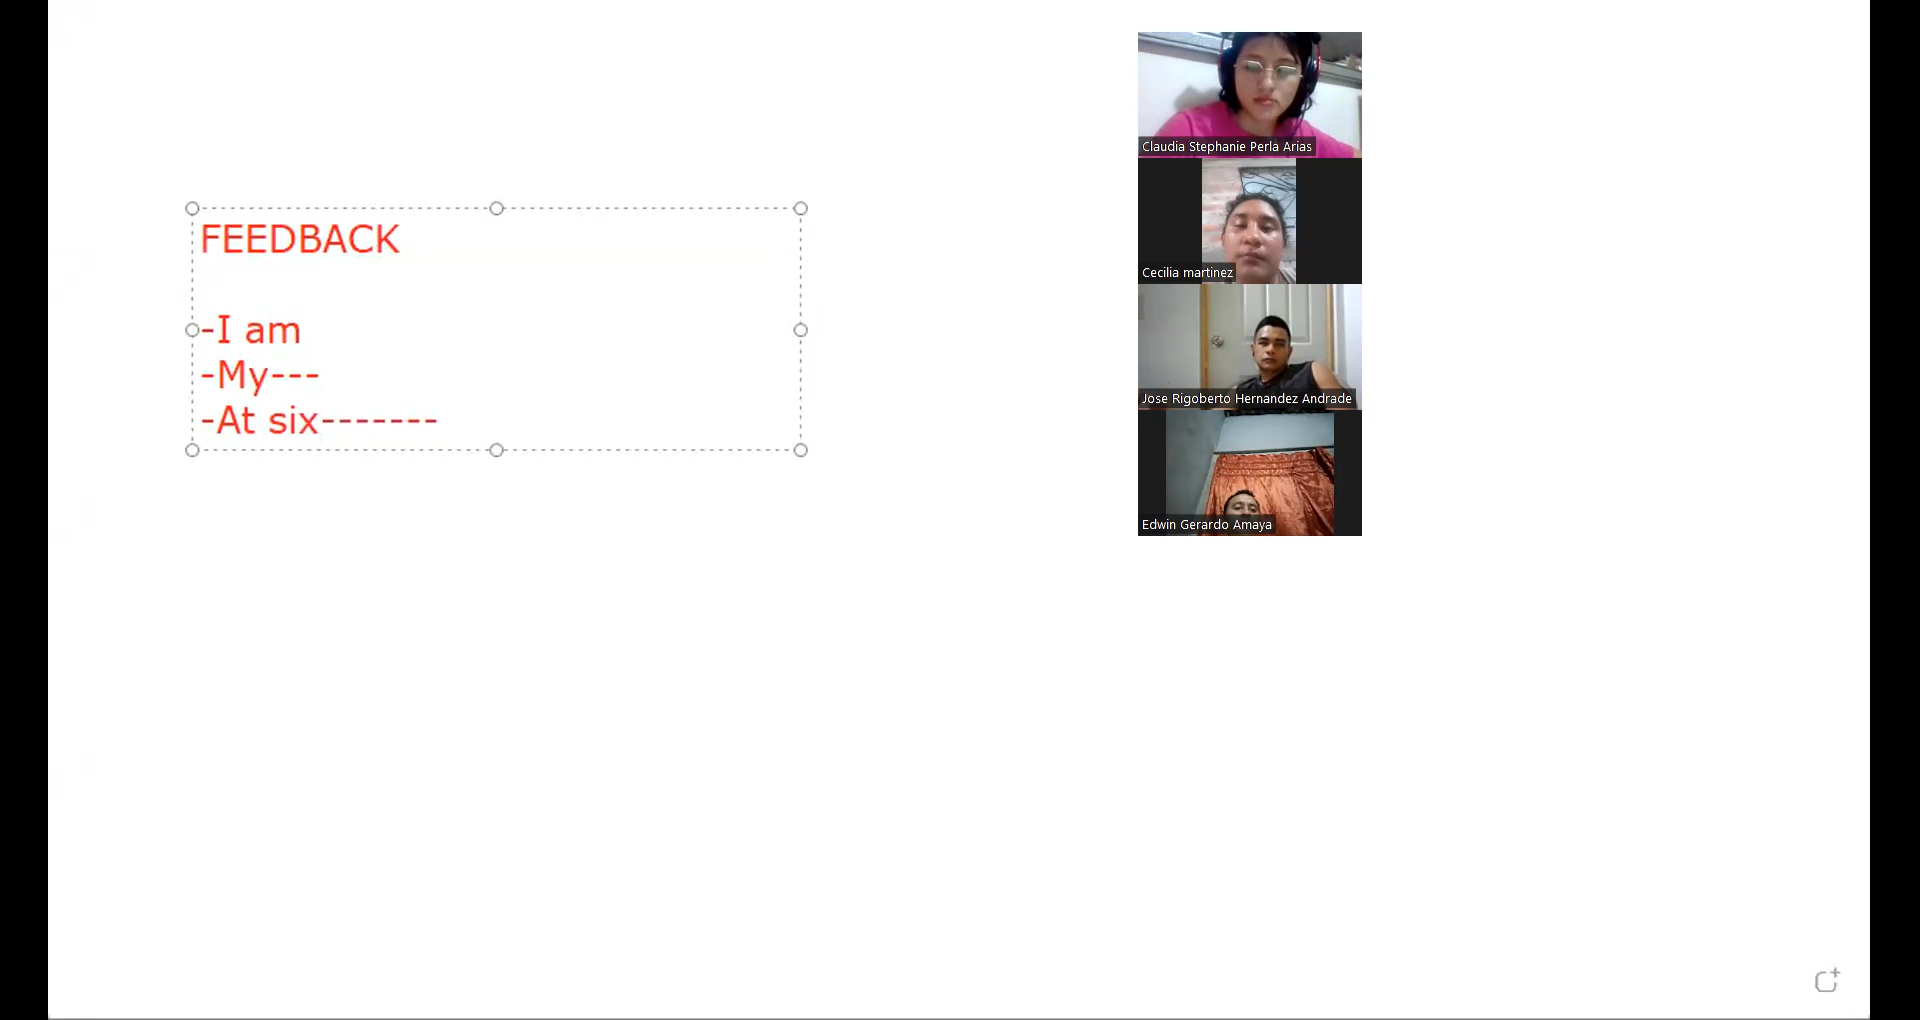 FEEDBACK
-I am
-My---
-At six-------
Claudia Stephanie Perla Arias
Cecilia martinez
Jose Rigoberto Hernandez Andrade
Edwin Gerardo Amaya